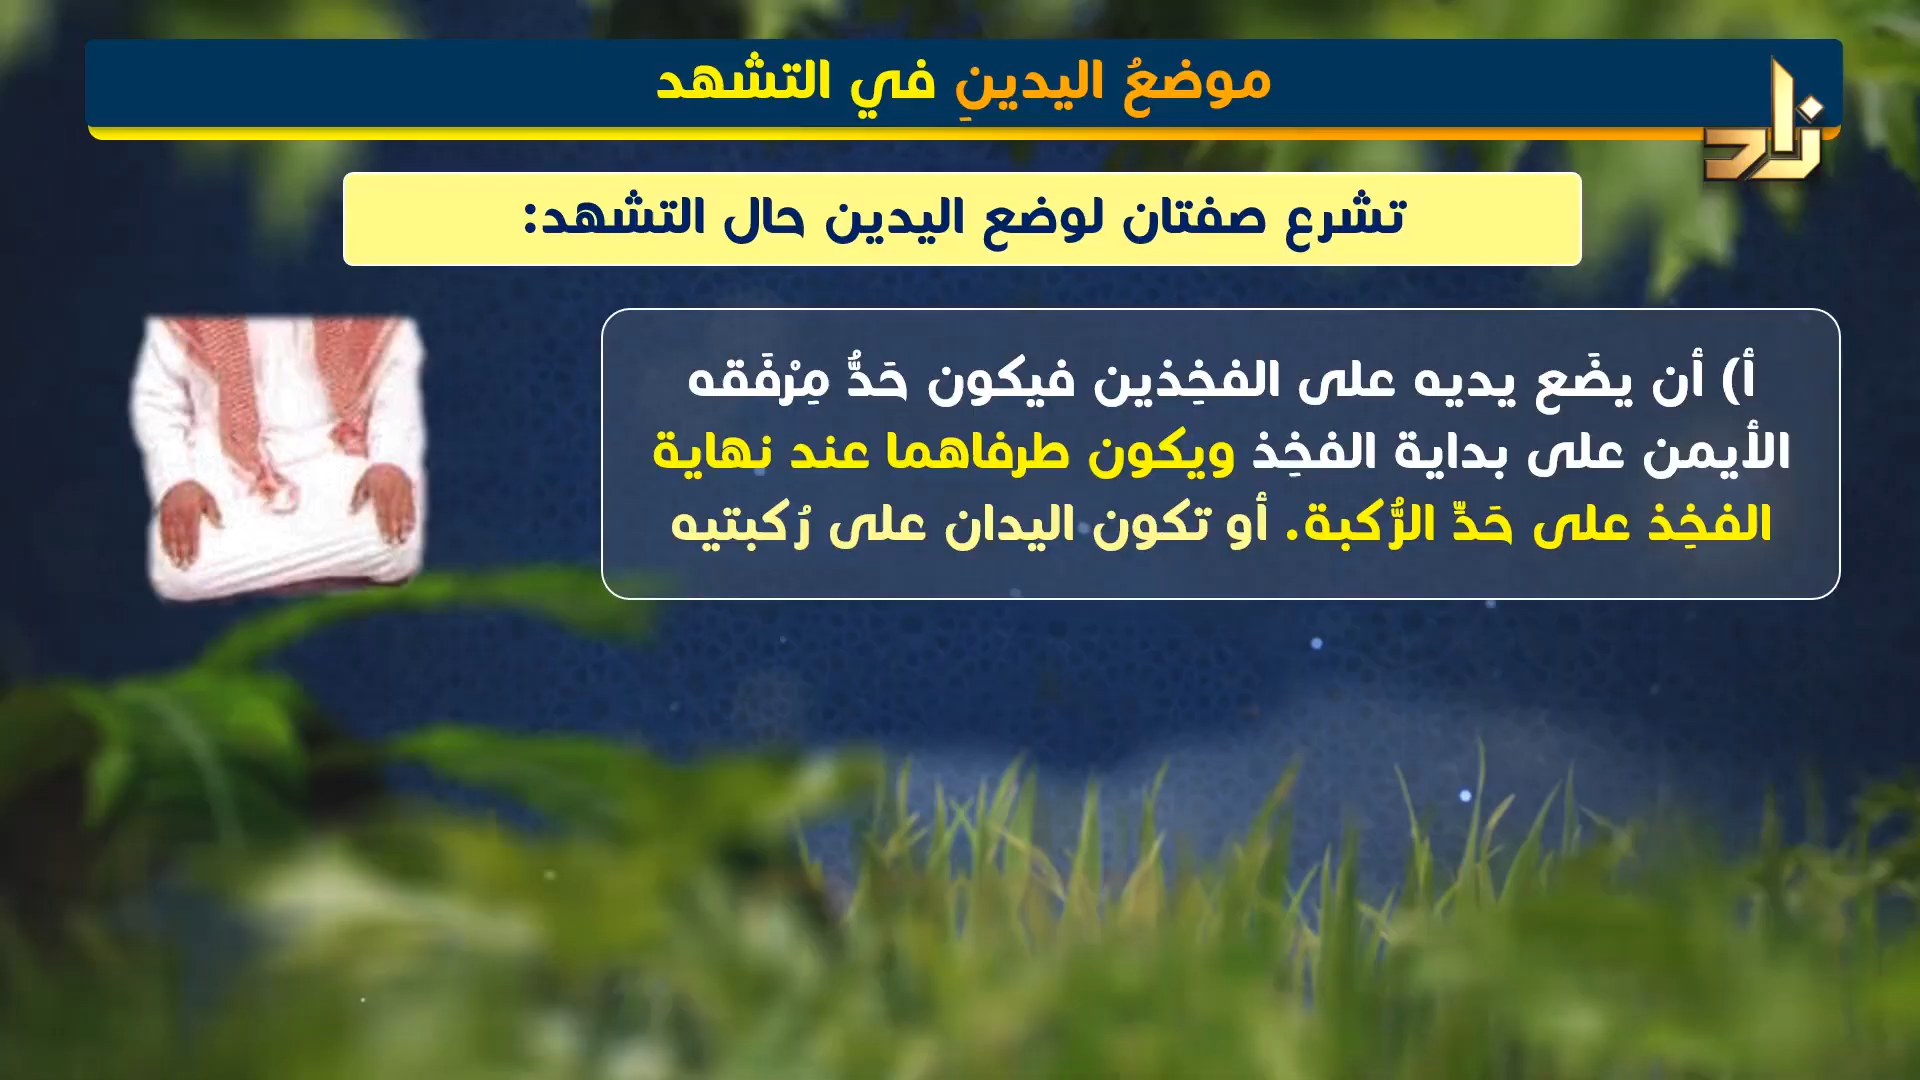 موضعُ اليدينِ في التشهد
زاد
تشرع صفتان لوضع اليدين حال التشهد:
أ) أن يضَع يديه على الفخِذين فيكون حَدُّ مِرْفَقه
الأيمن على بداية الفخِذ ويكون طرفاهما عند نهاية
الفخِذ على حَدِّ الرُّكبة. أو تكون اليدان على رُكبتيه